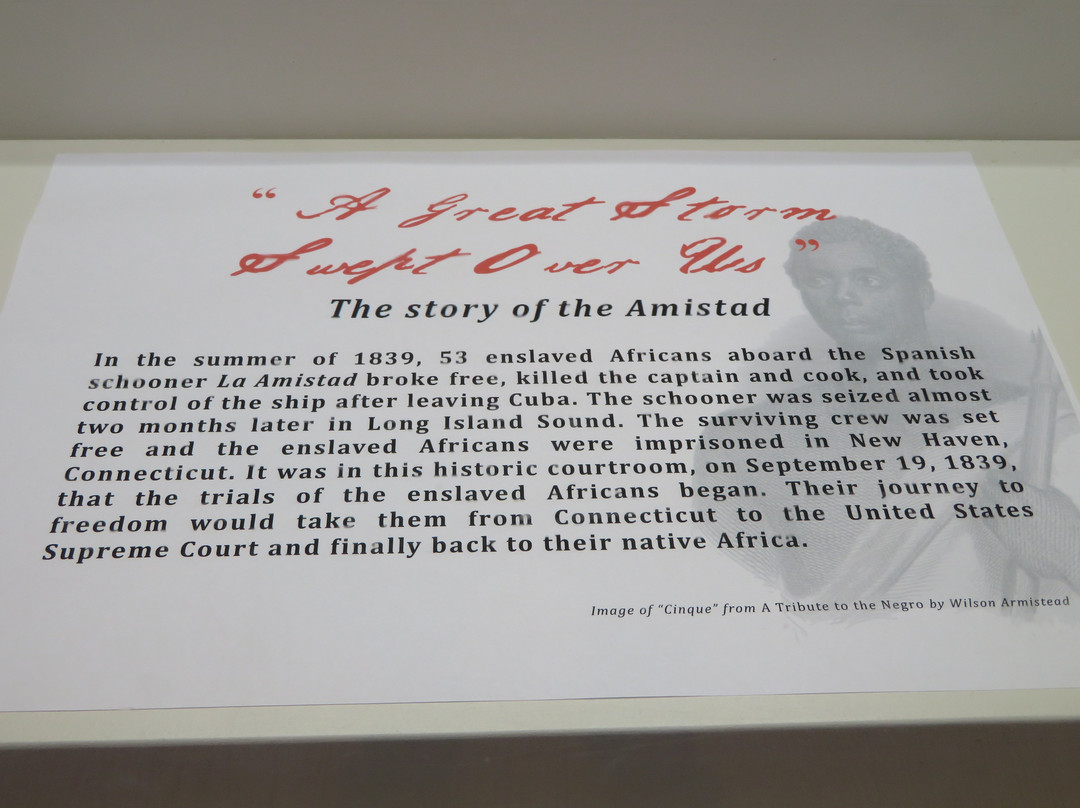 “ A Great Storm
Swept Over Us ”
The story of the Amistad
In the summer of 1839, 53 enslaved Africans aboard the Spanish
schooner La Amistad broke free, killed the captain and cook, and took
control of the ship after leaving Cuba. The schooner was seized almost
two months later in Long Island Sound. The surviving crew was set
free and the enslaved Africans were imprisoned in New Haven,
Connecticut. It was in this historic courtroom, on September 19, 1839,
that the trials of the enslaved Africans began. Their journey to
freedom would take them from Connecticut to the United States
Supreme Court and finally back to their native Africa.
Image of “Cinque” from A Tribute to the Negro by Wilson Armistead